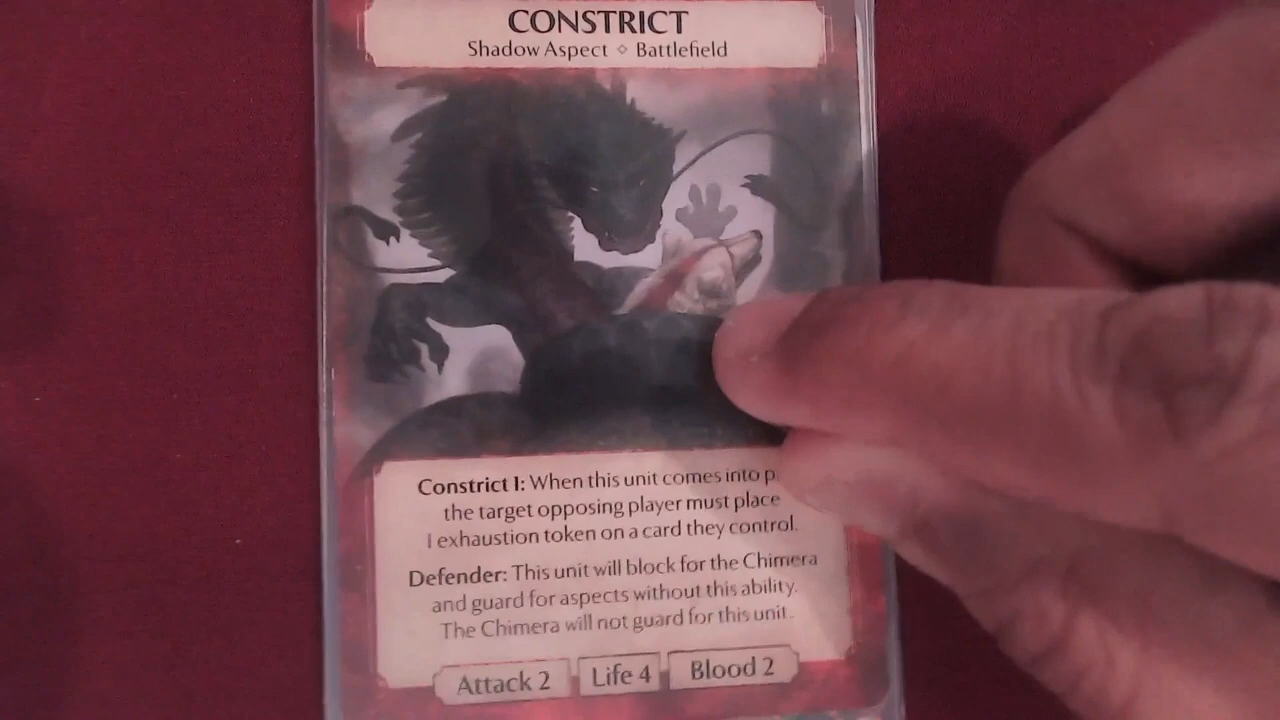 CONSTRICT
Shadow Aspect ⋄ Battlefield
Constrict 1: When this unit comes into
the target opposing player must place
1 exhaustion token on a card they control.
Defender: This unit will block for the Chimera
and guard for aspects without this ability.
The Chimera will not guard for this unit.
Attack 2 Life 4 Blood 2